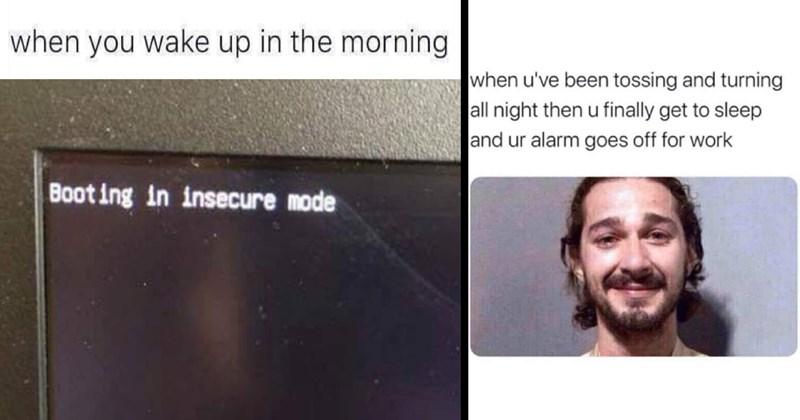 when you wake up in the morning
Booting in insecure mode
when u've been tossing and turning
all night then u finally get to sleep
and ur alarm goes off for work